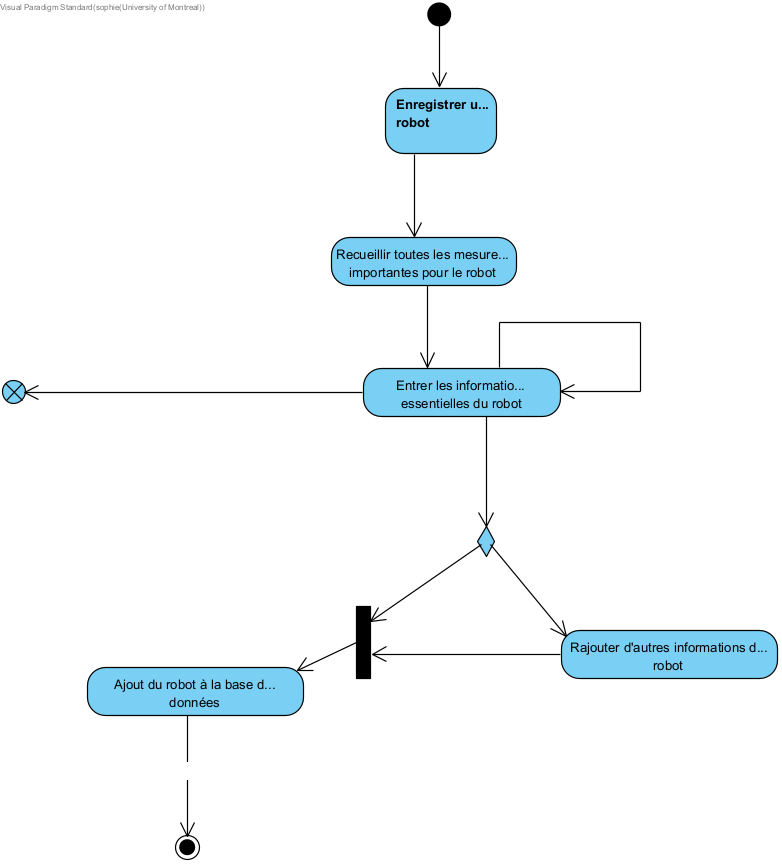 Visual Paradigm Standard(sophie(University of Montreal))
Enregistrer u...
robot
Recueillir toutes les mesure...
importantes pour le robot
Entrer les informatio...
essentielles du robot
Rajouter d'autres informations d...
robot
Ajout du robot à la base d...
données